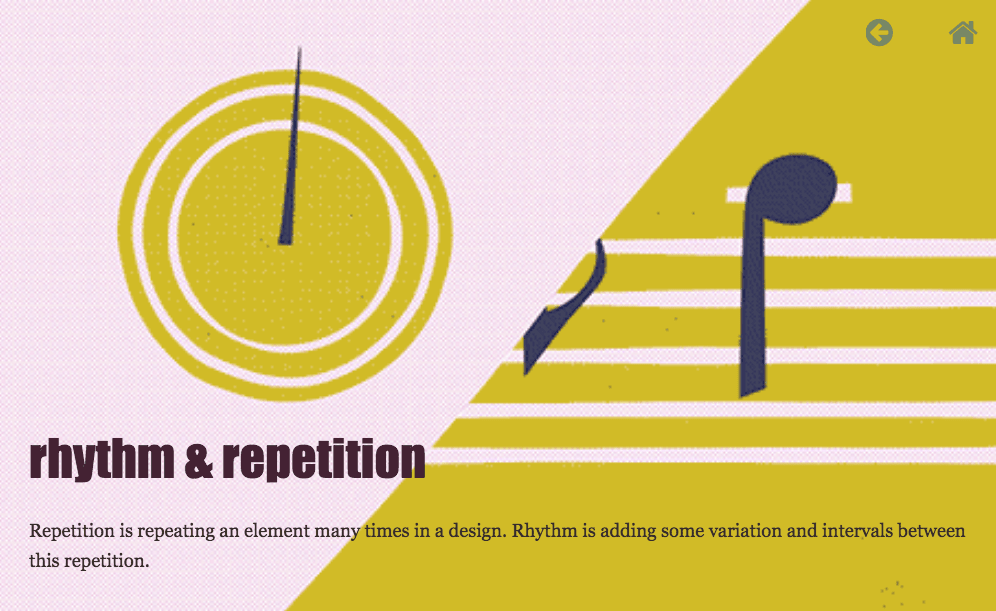 rhythm & repetition
Repetition is repeating an element many times in a design. Rhythm is adding some variation and intervals between
this repetition.